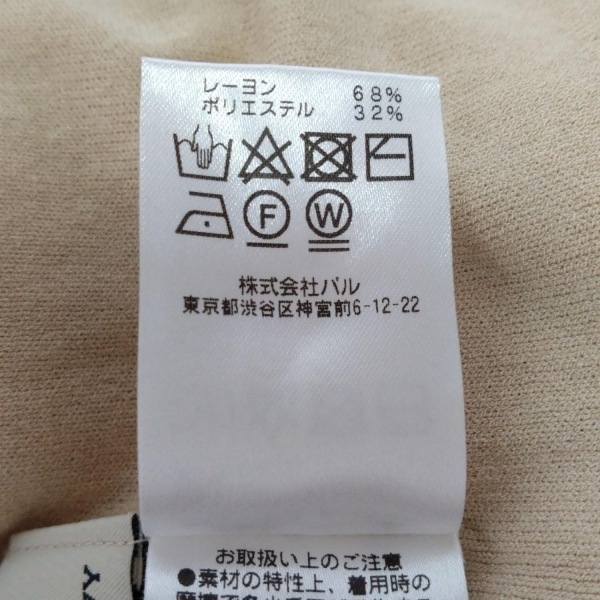 レーヨン 68%
ポリエステル 32%
F W
株式会社パル
東京都渋谷区神宮前6-12-22
お取扱い上のご注意
●素材の特性上、着用時の